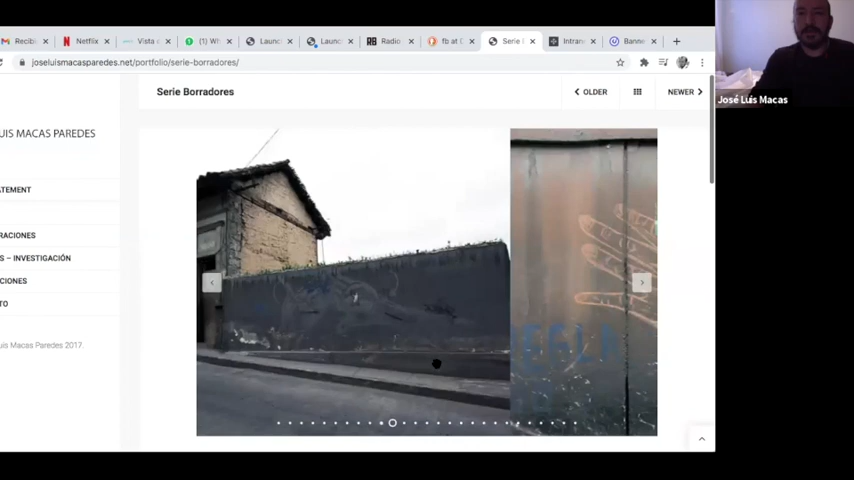 Recibi
Netflix
Vista c
(1) Wh
Launc
Launc
Radio
fb at (
Serie I
Intran
Banne
joseluismacasparedes.net/portfolio/serie-borradores/
Serie Borradores
OLDER
NEWER
José Luis Macas
UIS MACAS PAREDES
ATEMENT
RACIONES
S – INVESTIGACIÓN
CIONES
TO
uis Macas Paredes 2017.